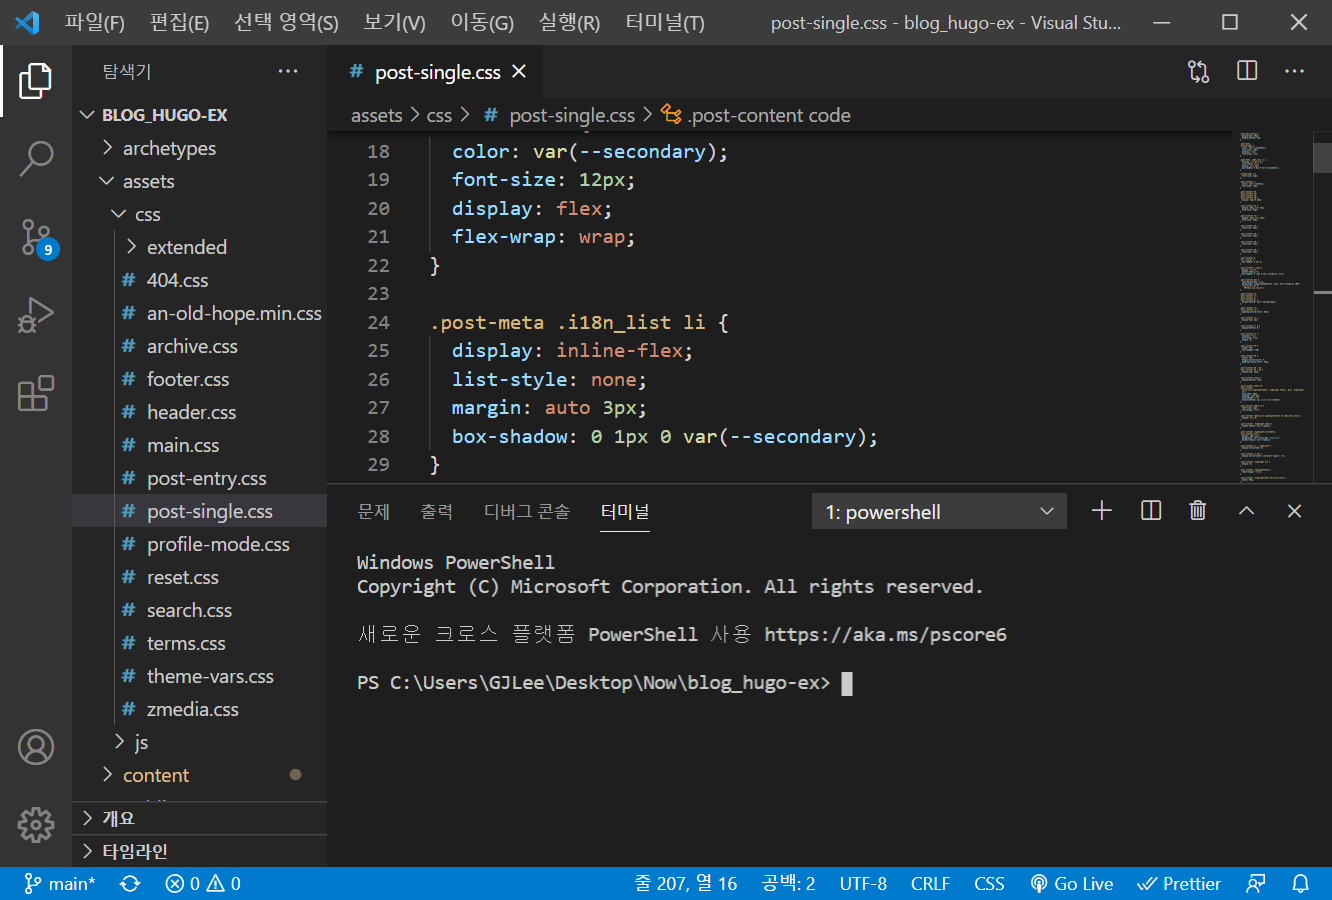 파일(F) 편집(E) 선택 영역(S) 보기(V) 이동(G) 실행(R) 터미널(T) post-single.css - blog_hugo-ex - Visual Stu...
탐색기
BLOG_HUGO-EX
archetypes
assets
css
extended
# 404.css
# an-old-hope.min.css
# archive.css
# footer.css
# header.css
# main.css
# post-entry.css
# post-single.css
# profile-mode.css
# reset.css
# search.css
# terms.css
# theme-vars.css
# zmedia.css
js
content
개요
타임라인
9
# post-single.css
assets > css > # post-single.css > .post-content code
18 color: var(--secondary);
19 font-size: 12px;
20 display: flex;
21 flex-wrap: wrap;
22 }
23
24 .post-meta .i18n_list li {
25 display: inline-flex;
26 list-style: none;
27 margin: auto 3px;
28 box-shadow: 0 1px 0 var(--secondary);
29 }
문제 출력 디버그 콘솔 터미널 1: powershell
Windows PowerShell
Copyright (C) Microsoft Corporation. All rights reserved.
새로운 크로스 플랫폼 PowerShell 사용 https://aka.ms/pscore6
PS C:\Users\GJLee\Desktop\Now\blog_hugo-ex>
main* 0 0 줄 207, 열 16 공백: 2 UTF-8 CRLF CSS Go Live Prettier